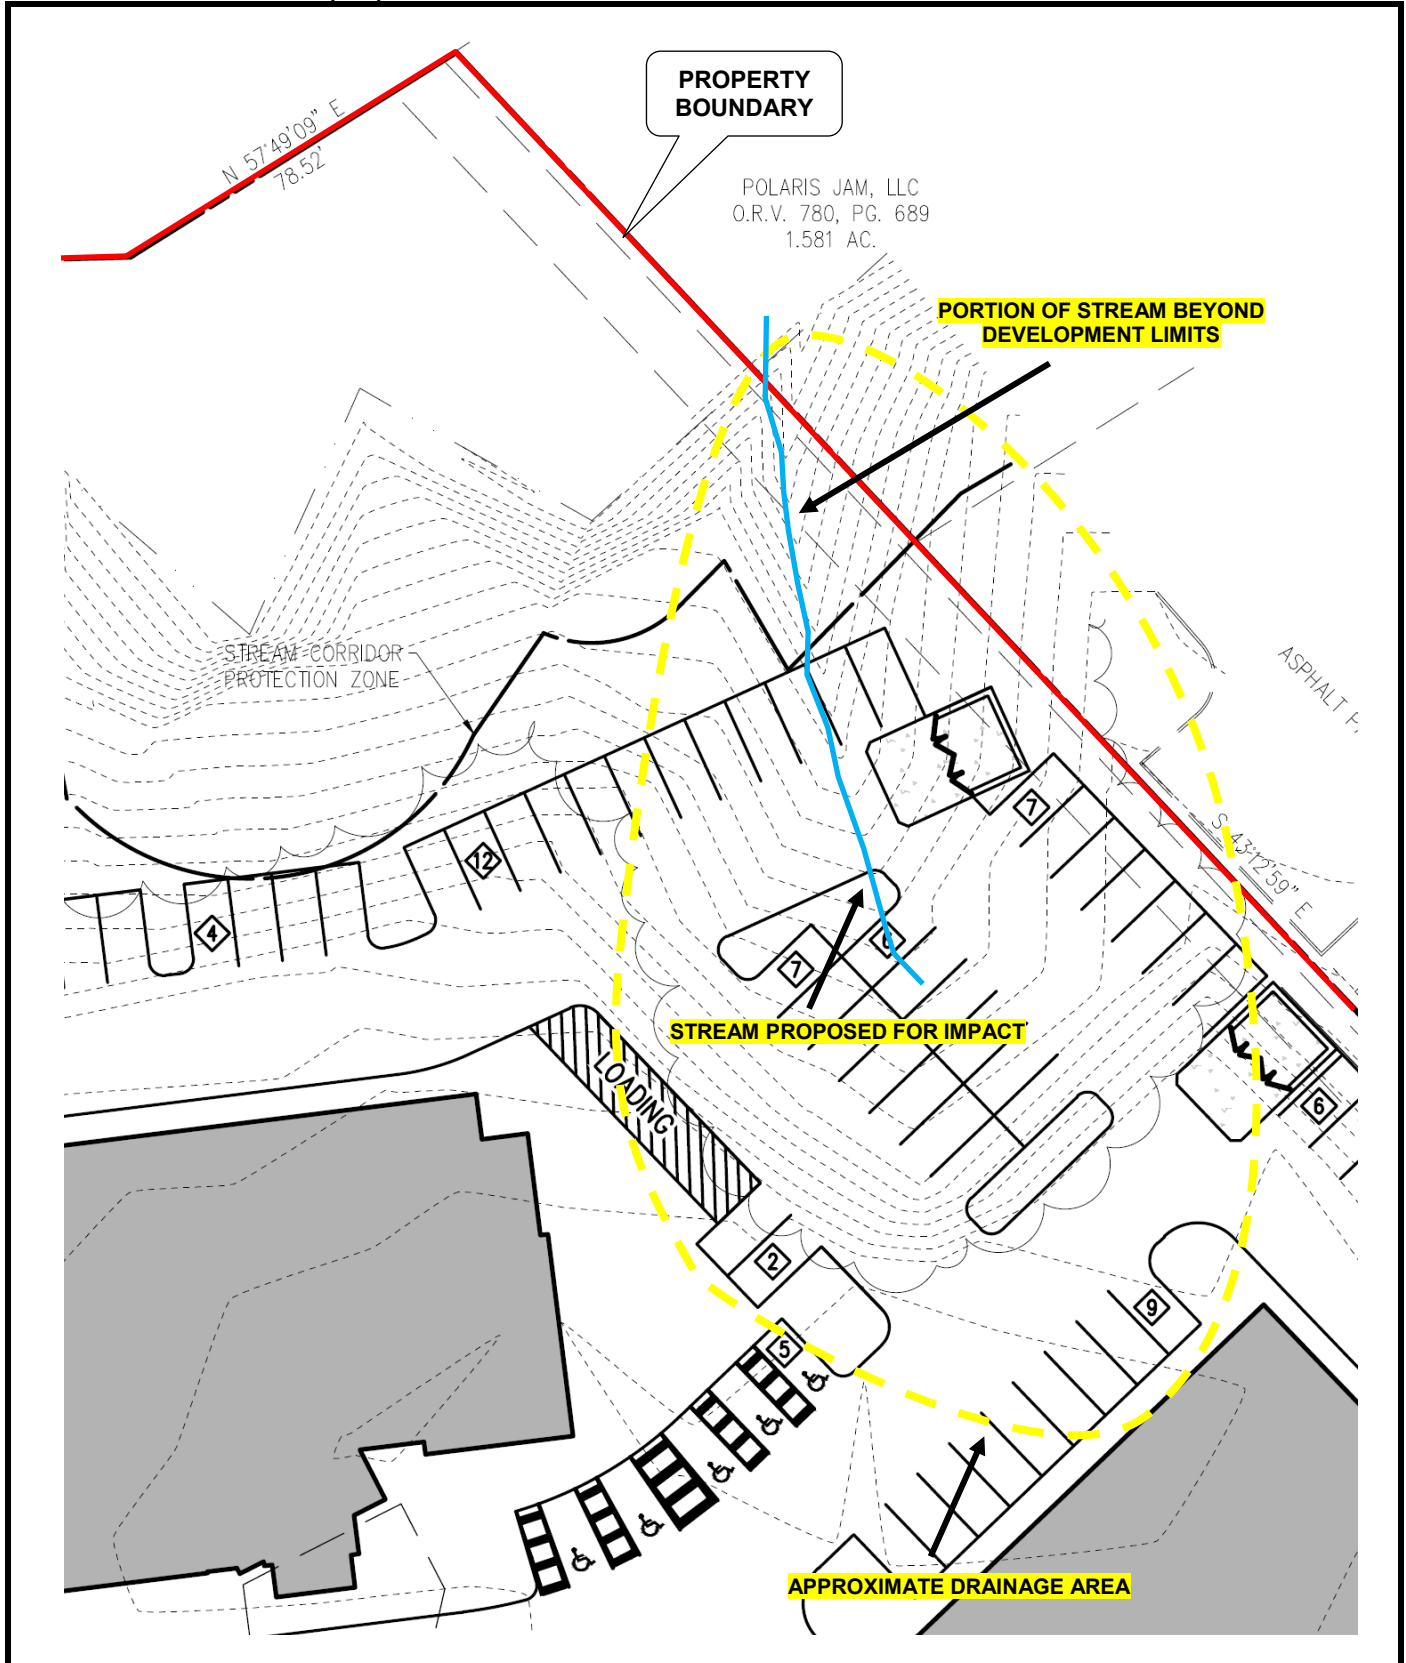 PROPERTY
BOUNDARY
N 57°49'09" E
78.52'
POLARIS JAM, LLC
O.R.V. 780, PG. 689
1.581 AC.
PORTION OF STREAM BEYOND
DEVELOPMENT LIMITS
STREAM CORRIDOR
PROTECTION ZONE
ASPHALT
7
S 43°12'59" E
12
4
6
7
STREAM PROPOSED FOR IMPACT
LOADING
6
2
9
5
APPROXIMATE DRAINAGE AREA